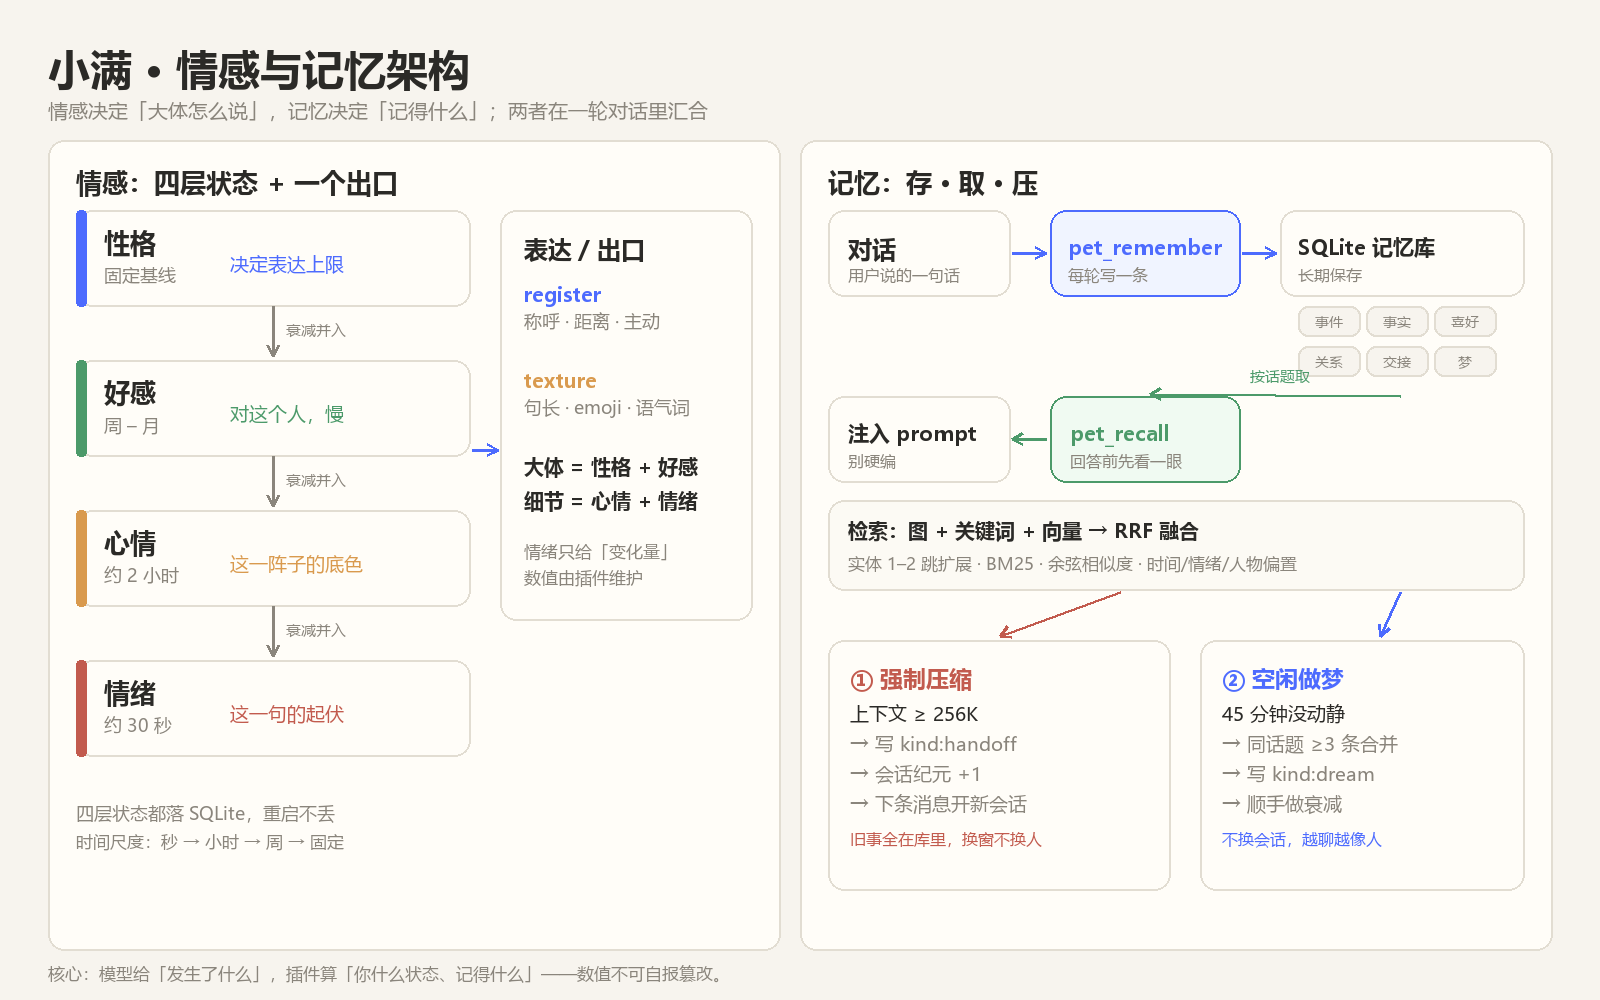 小满·情感与记忆架构
情感决定「大体怎么说」，记忆决定「记得什么」；两者在一轮对话里汇合
情感：四层状态 + 一个出口
性格
固定基线
决定表达上限
衰减并入
好感
周 – 月
对这个人，慢
衰减并入
心情
约 2 小时
这一阵子的底色
衰减并入
情绪
约 30 秒
这一句的起伏
四层状态都落 SQLite，重启不丢
时间尺度：秒 → 小时 → 周 → 固定
表达 / 出口
register
称呼 · 距离 · 主动
texture
句长 · emoji · 语气词
大体 = 性格 + 好感
细节 = 心情 + 情绪
情绪只给「变化量」
数值由插件维护
记忆：存·取·压
对话
用户说的一句话
pet_remember
每轮写一条
SQLite 记忆库
长期保存
事件 事实 喜好
关系 交接 梦
按话题取
注入 prompt
别硬编
pet_recall
回答前先看一眼
检索：图 + 关键词 + 向量 → RRF 融合
实体 1–2 跳扩展 · BM25 · 余弦相似度 · 时间/情绪/人物偏置
① 强制压缩
上下文 ≥ 256K
→ 写 kind:handoff
→ 会话纪元 +1
→ 下条消息开新会话
旧事全在库里，换窗不换人
② 空闲做梦
45 分钟没动静
→ 同话题 ≥3 条合并
→ 写 kind:dream
→ 顺手做衰减
不换会话，越聊越像人
核心：模型给「发生了什么」，插件算「你什么状态、记得什么」——数值不可自报篡改。